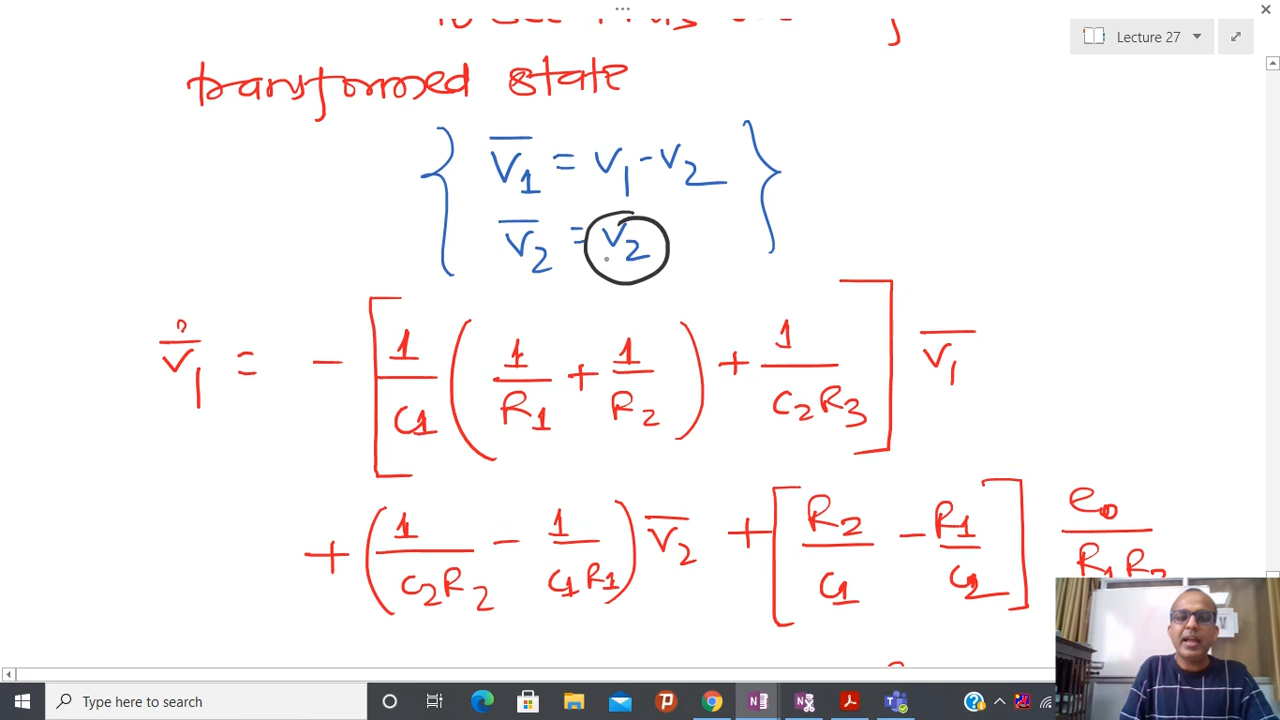 Lecture 27
transformed state
{ V̅1 = V1 - V2
V̅2 = V2 }
V̅̇1 = - [ 1/C1 ( 1/R1 + 1/R2 ) + 1/C2R3 ] V̅1
+ ( 1/C2R2 - 1/C1R1 ) V̅2 + [ R2/C1 - R1/C2 ] e0/R1R2
Type here to search